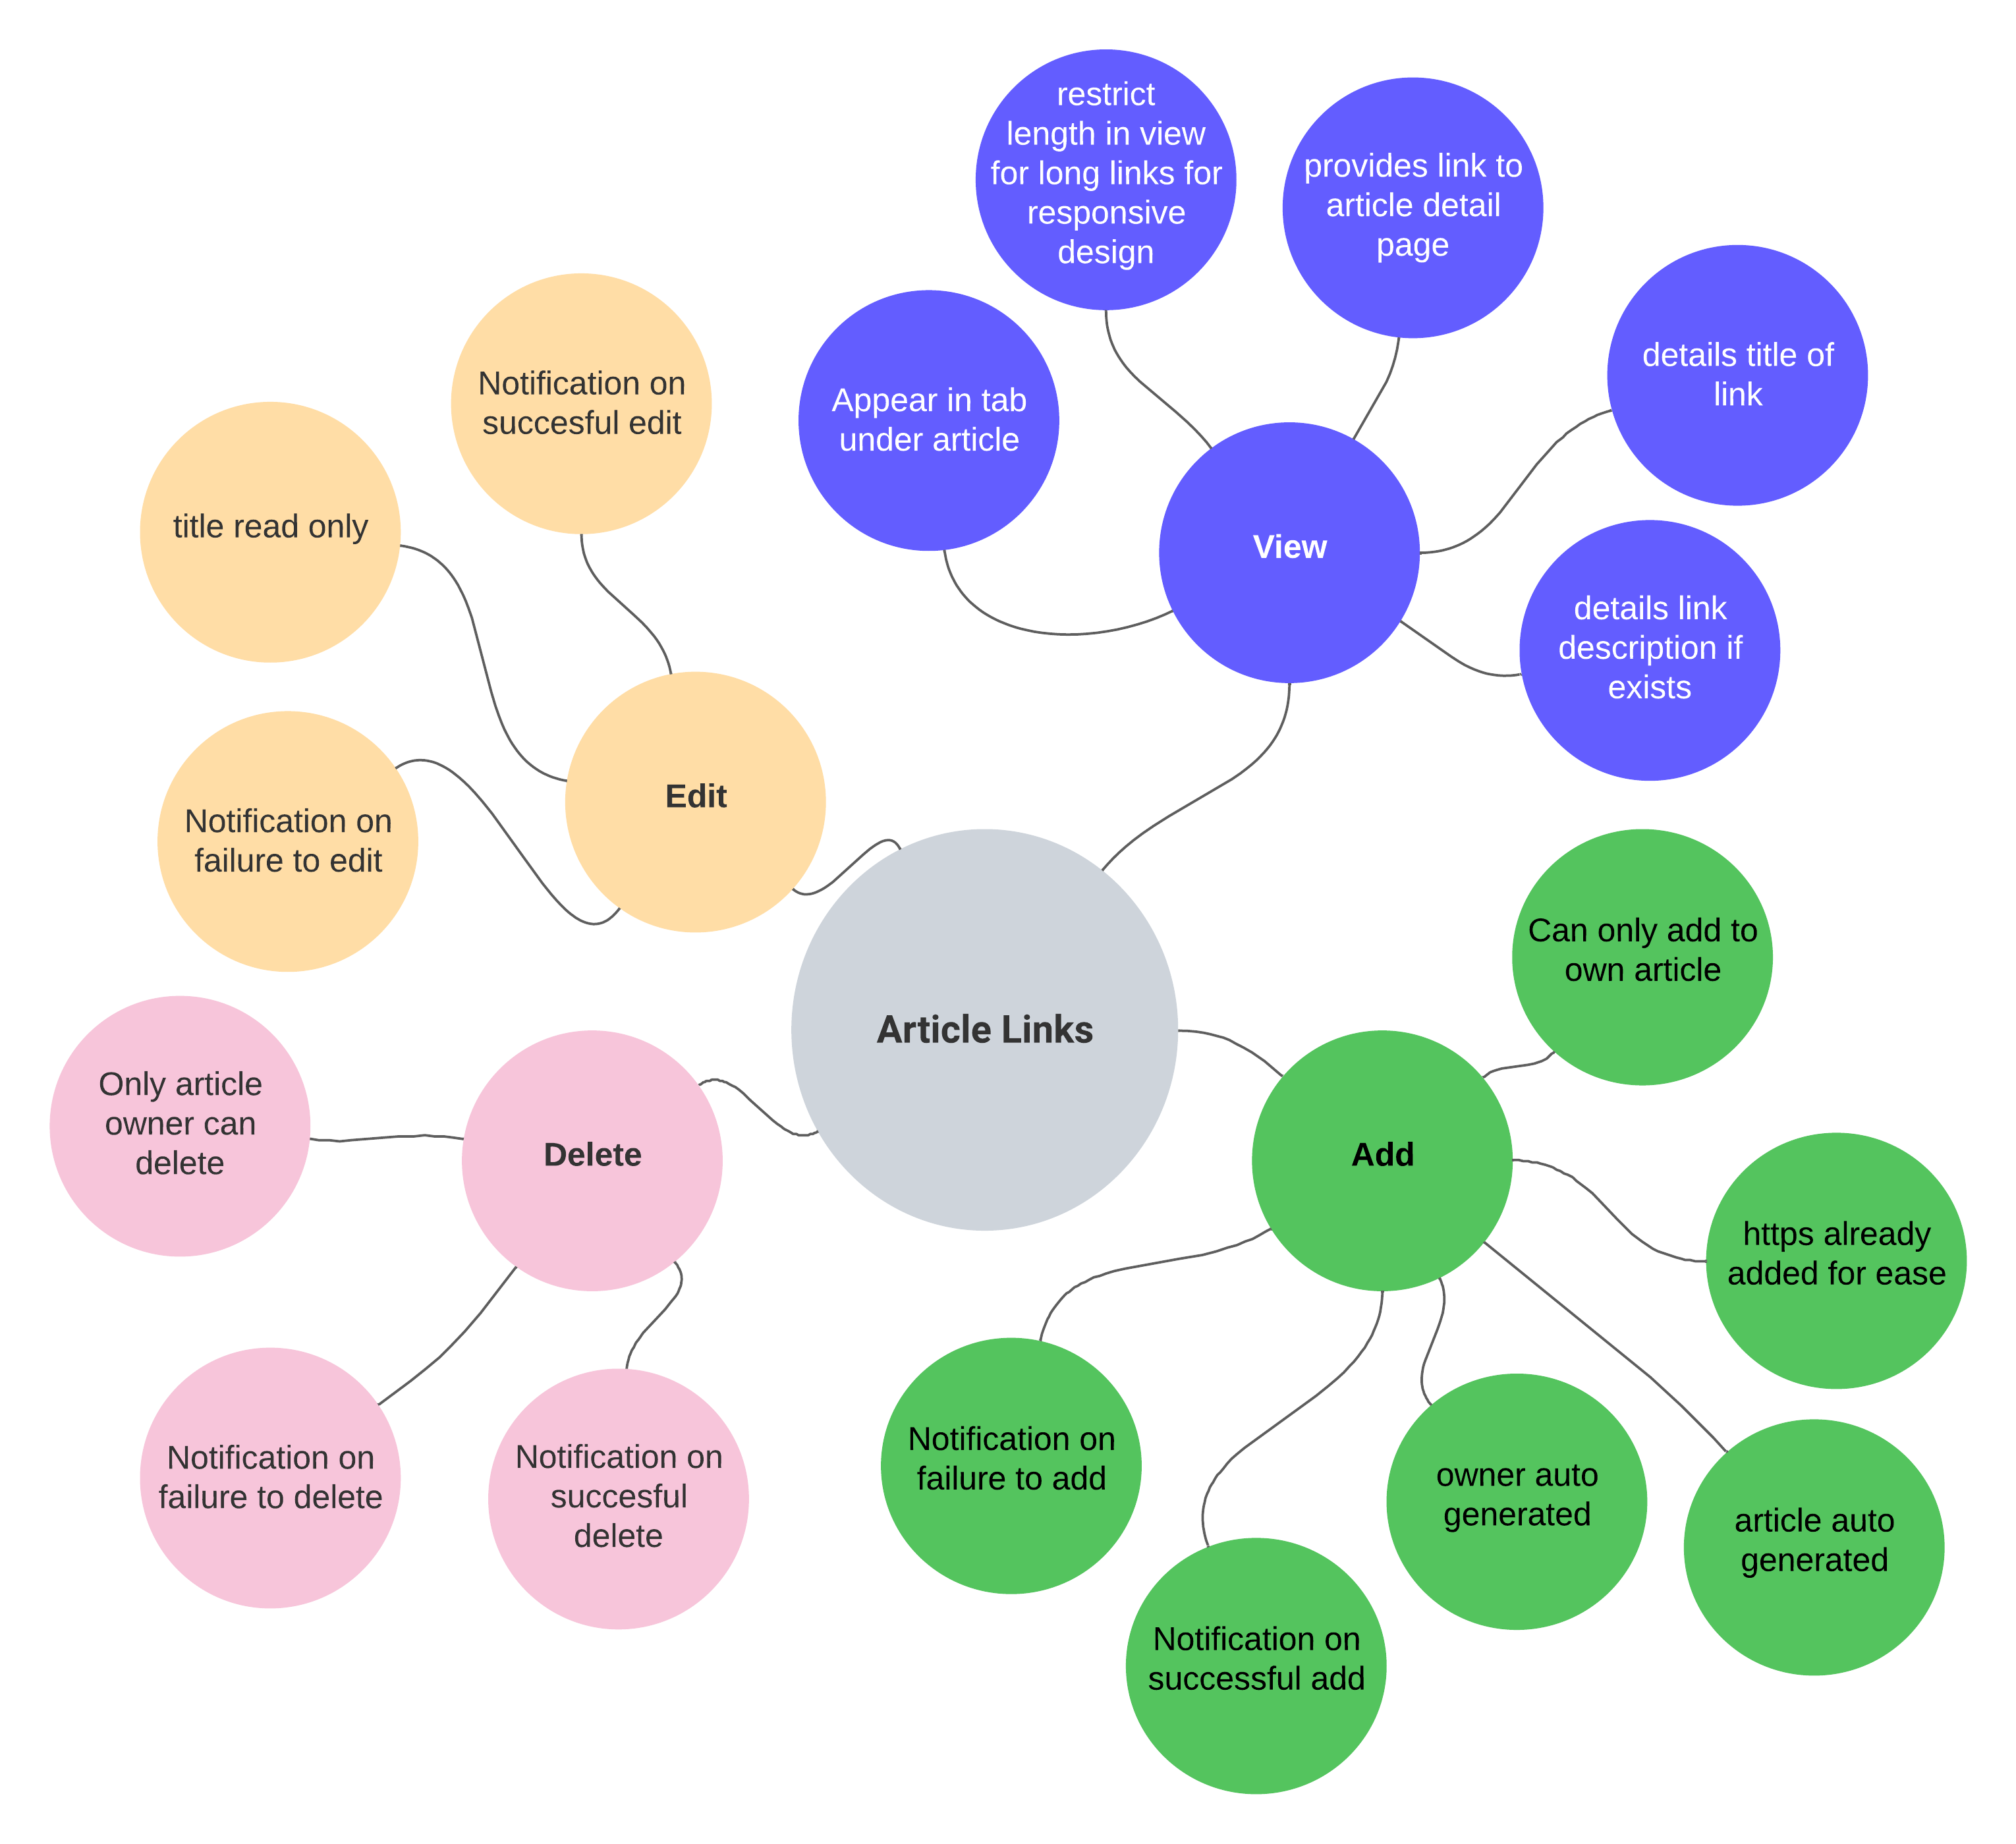 restrict
length in view
for long links for
responsive
design
provides link to
article detail
page
details title of
link
Appear in tab
under article
View
details link
description if
exists
Notification on
succesful edit
title read only
Notification on
failure to edit
Edit
Article Links
Can only add to
own article
Add
https already
added for ease
Notification on
failure to add
owner auto
generated
article auto
generated
Notification on
successful add
Delete
Only article
owner can
delete
Notification on
failure to delete
Notification on
succesful
delete